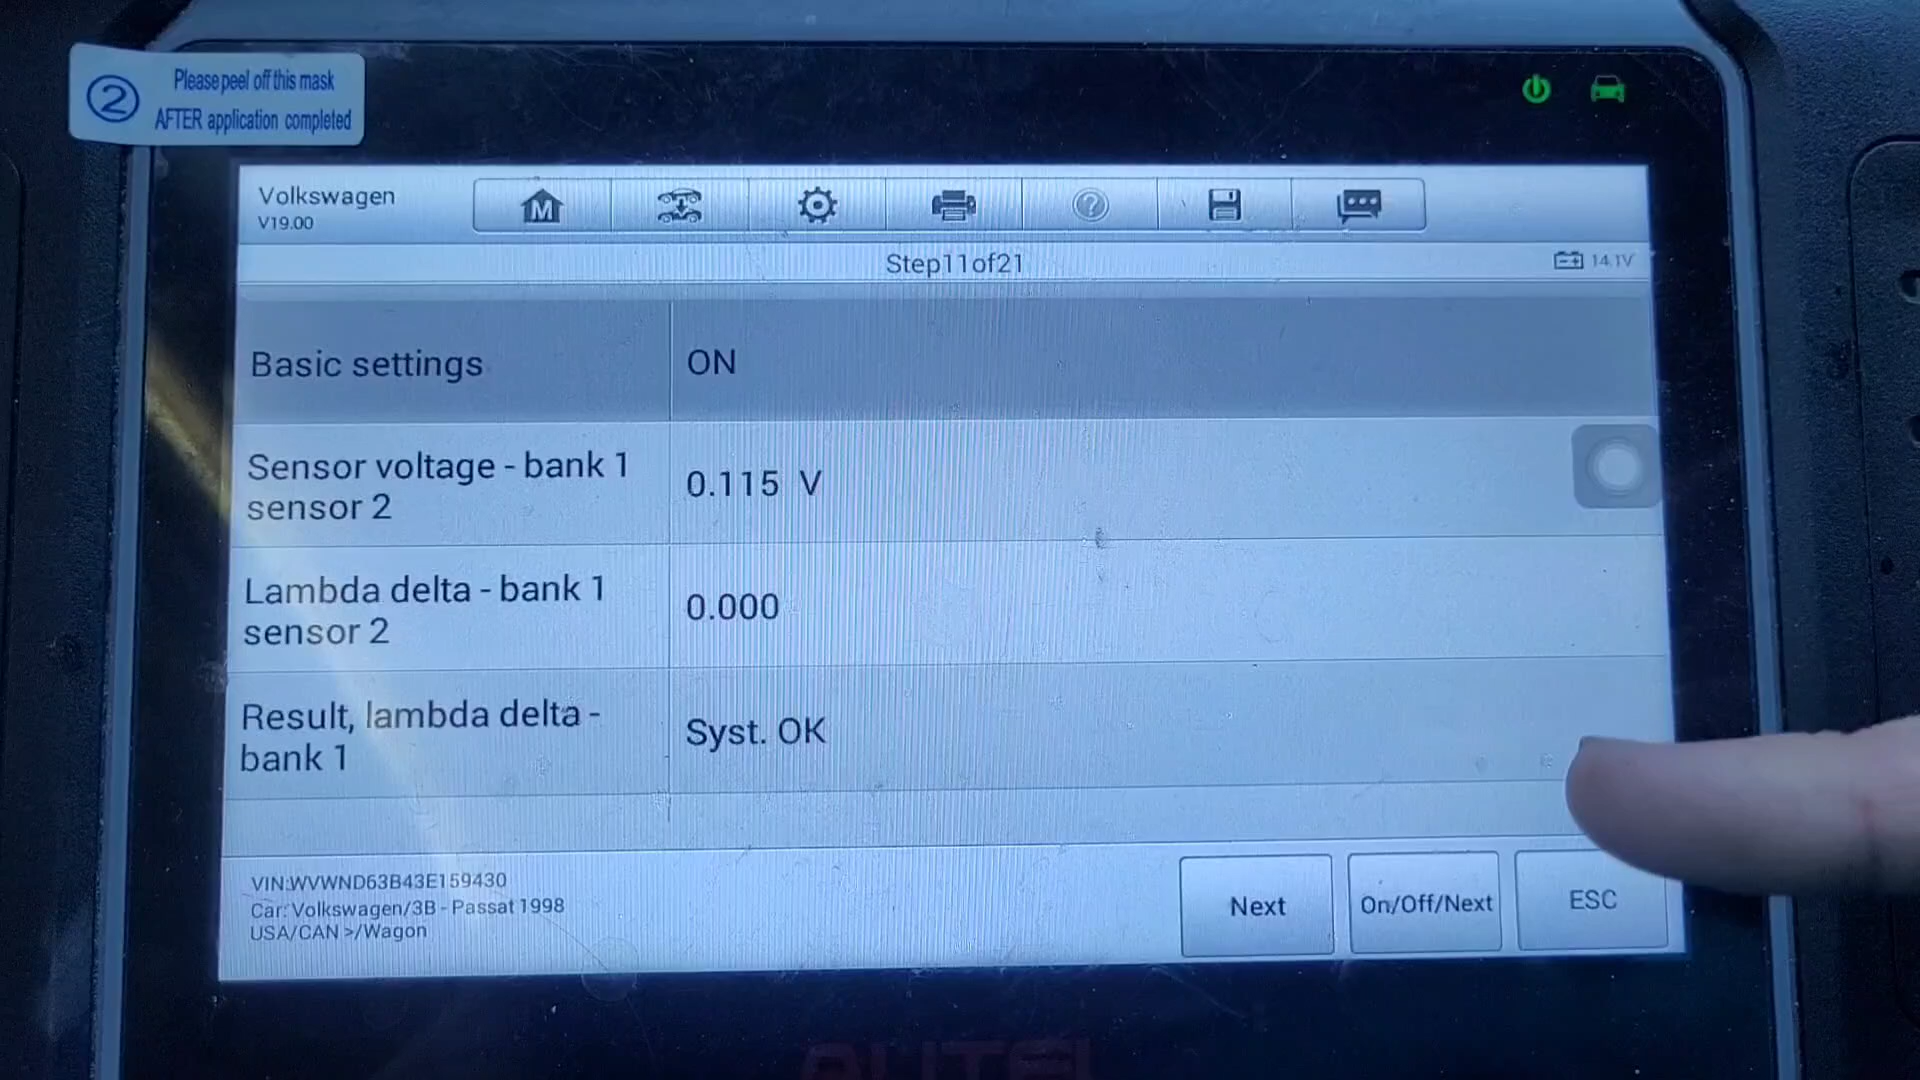 2
Please peel off this mask
AFTER application completed
Volkswagen
V19.00
M
?
Step11of21
14.1V
Basic settings
ON
Sensor voltage - bank 1
sensor 2
0.115 V
Lambda delta - bank 1
sensor 2
0.000
Result, lambda delta -
bank 1
Syst. OK
VIN:WVWND63B43E159430
Car: Volkswagen/3B - Passat 1998
USA/CAN >/Wagon
Next
On/Off/Next
ESC
AUTEL